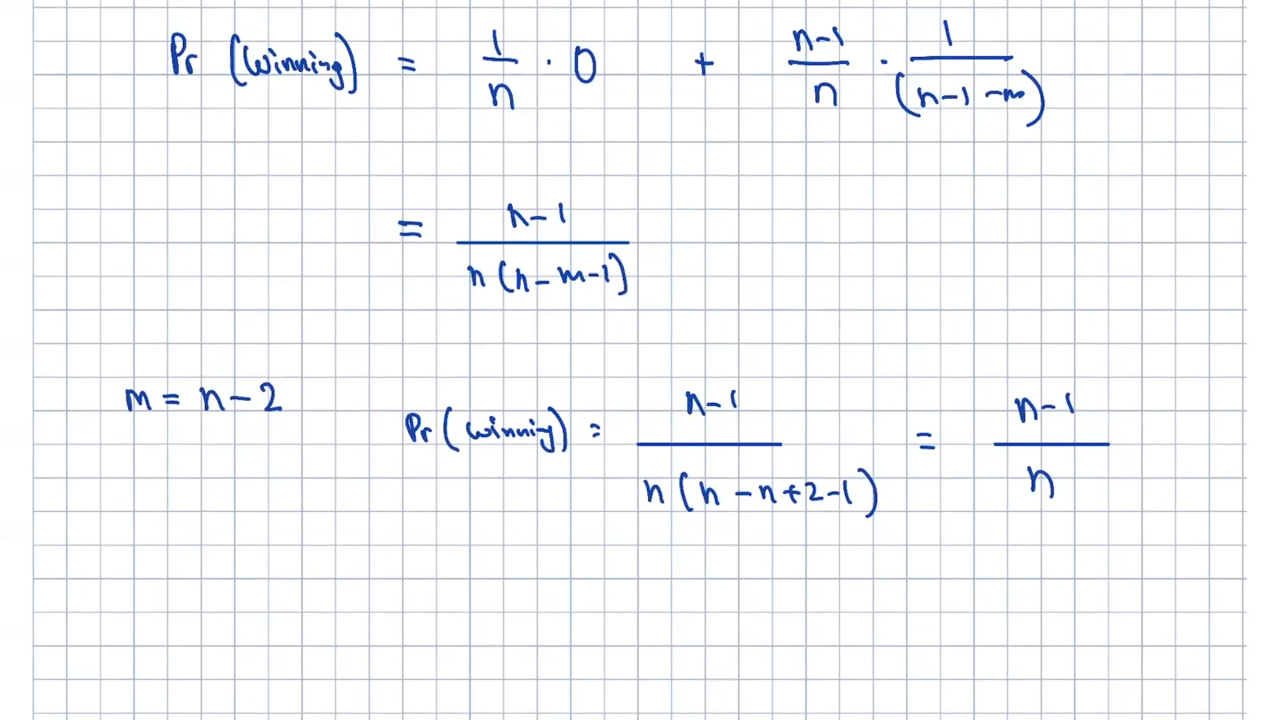 Pr (winning) = 1/n · 0 + n-1/n · 1/(n-1-m)
= n-1/n(n-m-1)
m = n-2 Pr (winning) = n-1/n(n-n+2-1) = n-1/n